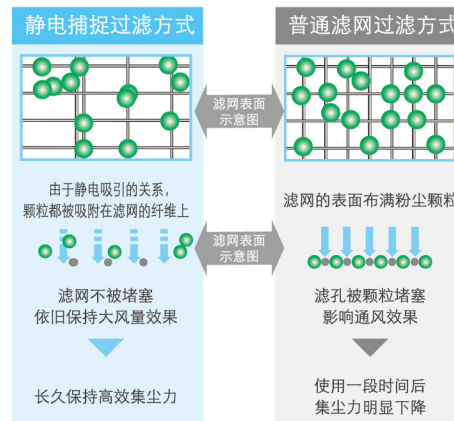 静电捕捉过滤方式
普通滤网过滤方式
滤网表面
示意图
由于静电吸引的关系，
颗粒都被吸附在滤网的纤维上
滤网的表面布满粉尘颗粒
滤网表面
示意图
滤网不被堵塞
依旧保持大风量效果
滤孔被颗粒堵塞
影响通风效果
长久保持高效集尘力
使用一段时间后
集尘力明显下降